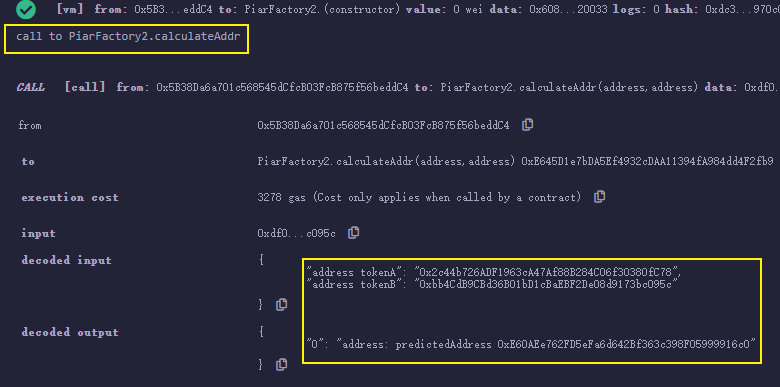 [vm] from: 0x5B3...eddC4 to: PiarFactory2.(constructor) value: 0 wei data: 0x608...20033 logs: 0 hash: 0xdc3...970c
call to PiarFactory2.calculateAddr
CALL [call] from: 0x5B38Da6a701c568545dCfcB03FcB875f56beddC4 to: PiarFactory2.calculateAddr(address,address) data: 0xdf0.
from 0x5B38Da6a701c568545dCfcB03FcB875f56beddC4
to PiarFactory2.calculateAddr(address,address) 0xE645D1e7bDA5Ef4932cDAA11394fA984dd4F2fb9
execution cost 3278 gas (Cost only applies when called by a contract)
input 0xdf0...c095c
decoded input {
"address tokenA": "0x2c44b726ADF1963cA47Af88B284C06f30380fC78",
"address tokenB": "0xbb4CdB9CBd36B01bD1cBaEBF2De08d9173bc095c"
}
decoded output {
"0": "address: predictedAddress 0xE60AEe762FD5eFa6d642Bf363c398F05999916c0"
}